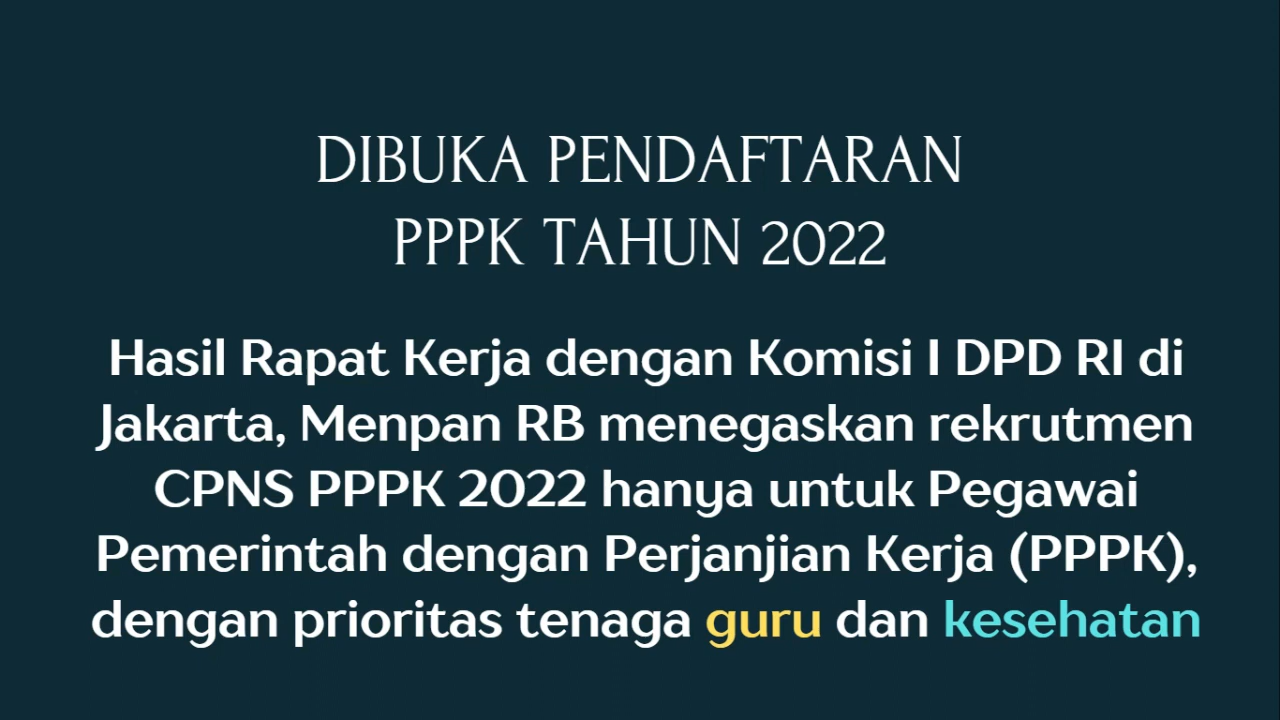 DIBUKA PENDAFTARAN
PPPK TAHUN 2022
Hasil Rapat Kerja dengan Komisi I DPD RI di
Jakarta, Menpan RB menegaskan rekrutmen
CPNS PPPK 2022 hanya untuk Pegawai
Pemerintah dengan Perjanjian Kerja (PPPK),
dengan prioritas tenaga guru dan kesehatan